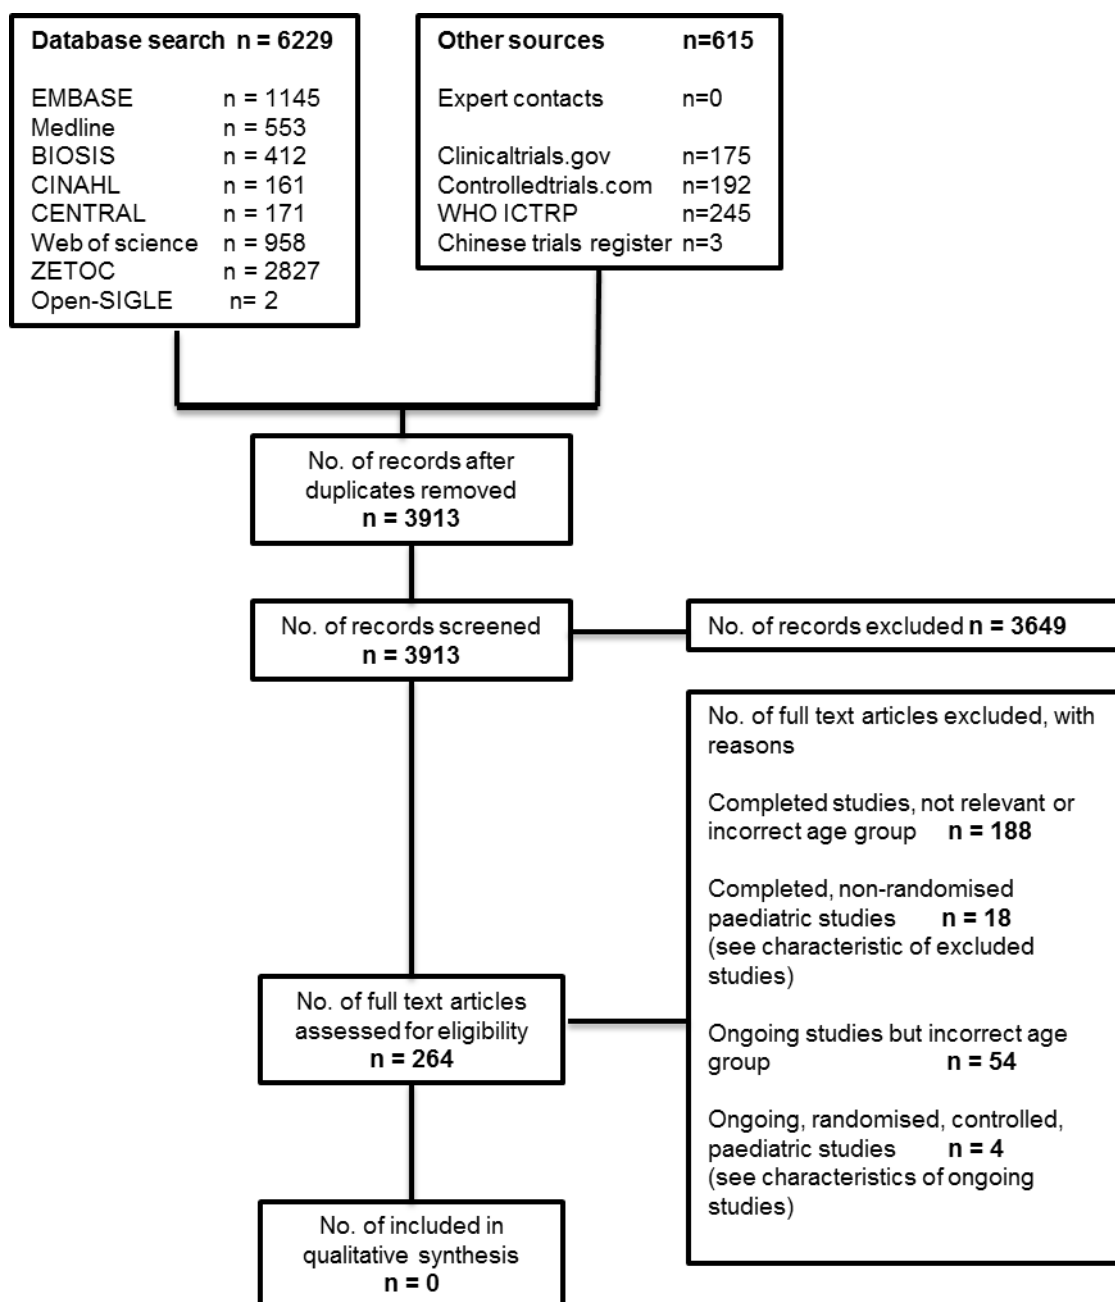 Database search n = 6229
EMBASE n = 1145
Medline n = 553
BIOSIS n = 412
CINAHL n = 161
CENTRAL n = 171
Web of science n = 958
ZETOC n = 2827
Open-SIGLE n= 2
Other sources n=615
Expert contacts n=0
Clinicaltrials.gov n=175
Controlledtrials.com n=192
WHO ICTRP n=245
Chinese trials register n=3
No. of records after
duplicates removed
n = 3913
No. of records screened
n = 3913
No. of records excluded n = 3649
No. of full text articles excluded, with
reasons
Completed studies, not relevant or
incorrect age group n = 188
Completed, non-randomised
paediatric studies n = 18
(see characteristic of excluded
studies)
Ongoing studies but incorrect age
group n = 54
Ongoing, randomised, controlled,
paediatric studies n = 4
(see characteristics of ongoing
studies)
No. of full text articles
assessed for eligibility
n = 264
No. of included in
qualitative synthesis
n = 0